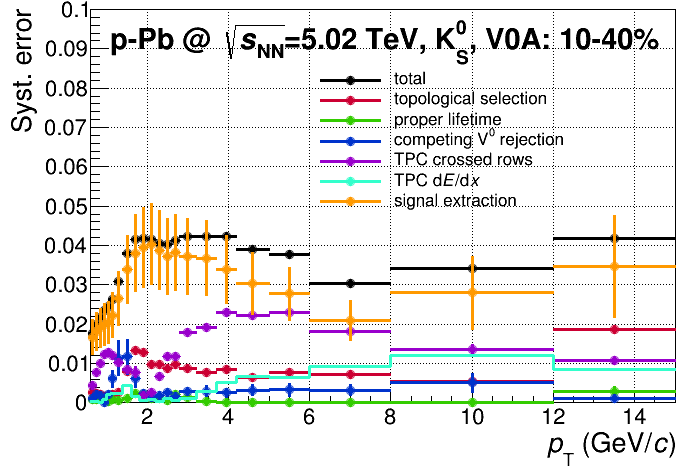 p-Pb @ √sNN=5.02 TeV, K0S, V0A: 10-40%
Syst. error
total
topological selection
proper lifetime
competing V0 rejection
TPC crossed rows
TPC dE/dx
signal extraction
0.1
0.09
0.08
0.07
0.06
0.05
0.04
0.03
0.02
0.01
0
2 4 6 8 10 12 14
pT (GeV/c)